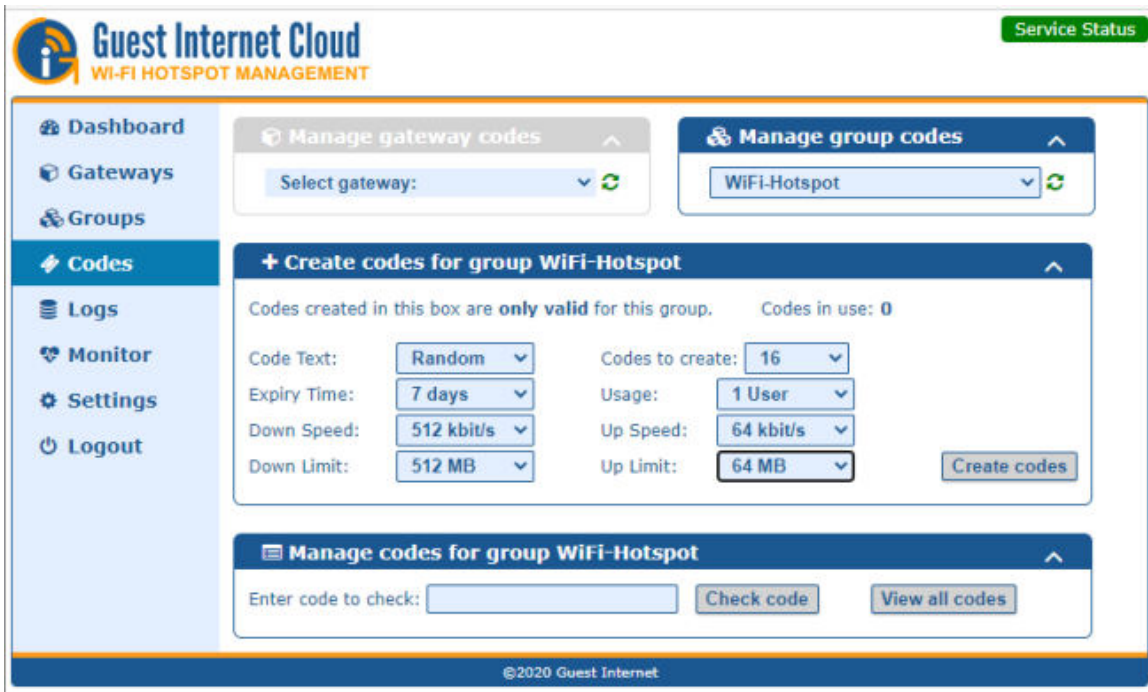 Guest Internet Cloud
WI-FI HOTSPOT MANAGEMENT
Service Status
Dashboard
Gateways
Groups
Codes
Logs
Monitor
Settings
Logout
Manage gateway codes
Select gateway:
Manage group codes
WiFi-Hotspot
+ Create codes for group WiFi-Hotspot
Codes created in this box are only valid for this group. Codes in use: 0
Code Text: Random Codes to create: 16
Expiry Time: 7 days Usage: 1 User
Down Speed: 512 kbit/s Up Speed: 64 kbit/s
Down Limit: 512 MB Up Limit: 64 MB Create codes
Manage codes for group WiFi-Hotspot
Enter code to check: Check code View all codes
©2020 Guest Internet